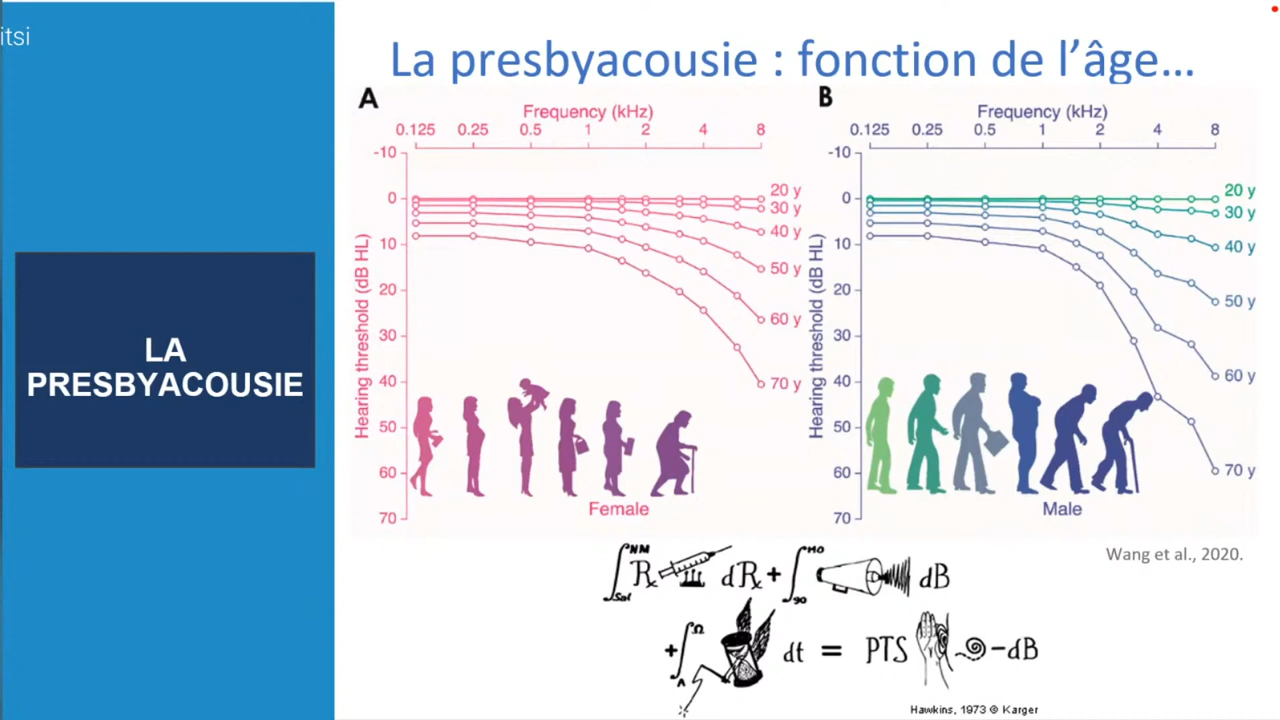 itsi
La presbyacousie : fonction de l'âge...
LA
PRESBYACOUSIE
A
Frequency (kHz)
0.125 0.25 0.5 1 2 4 8
Hearing threshold (dB HL)
-10
0
10
20
30
40
50
60
70
20 y
30 y
40 y
50 y
60 y
70 y
Female
B
Frequency (kHz)
0.125 0.25 0.5 1 2 4 8
Hearing threshold (dB HL)
-10
0
10
20
30
40
50
60
70
20 y
30 y
40 y
50 y
60 y
70 y
Male
Wang et al., 2020.
∫ NM Sal ℞ d℞ + ∫ HO 90 dB
+ ∫ Ω Λ dt = PTS -dB
Hawkins, 1973 © Karger